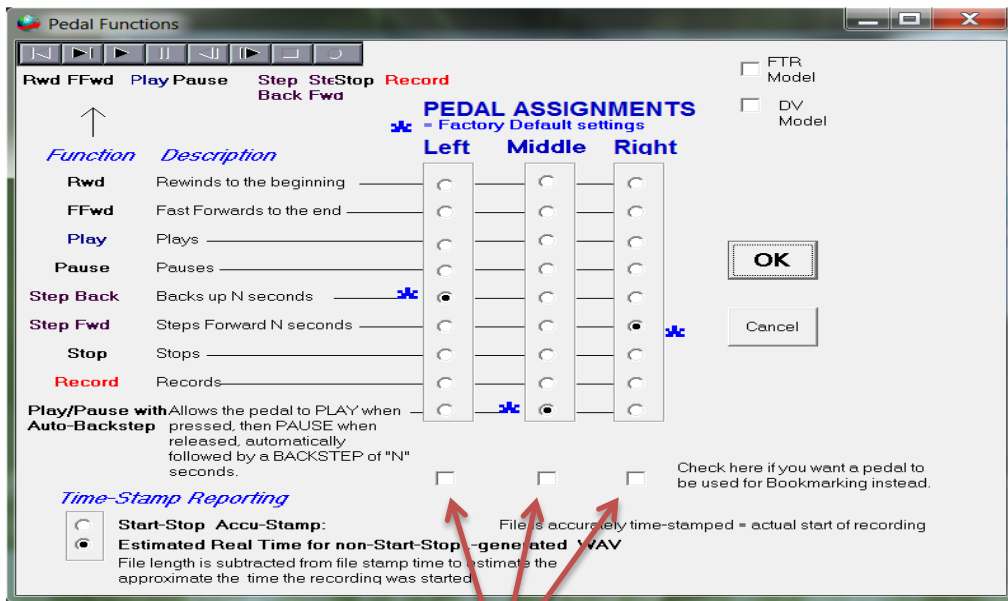 Pedal Functions
Rwd FFwd Play Pause Step Back Step Fwd Stop Record
FTR Model
DV Model
PEDAL ASSIGNMENTS
= Factory Default settings
Function Description Left Middle Right
Rwd Rewinds to the beginning
FFwd Fast Forwards to the end
Play Plays
Pause Pauses
Step Back Backs up N seconds
Step Fwd Steps Forward N seconds
Stop Stops
Record Records
OK
Cancel
Play/Pause with Auto-Backstep
Allows the pedal to PLAY when
pressed, then PAUSE when
released, automatically
followed by a BACKSTEP of "N"
seconds.
Check here if you want a pedal to
be used for Bookmarking instead.
Time-Stamp Reporting
Start-Stop Accu-Stamp: File is accurately time-stamped = actual start of recording
Estimated Real Time for non-Start-Stop -generated WAV
File length is subtracted from file stamp time to estimate the
approximate the time the recording was started